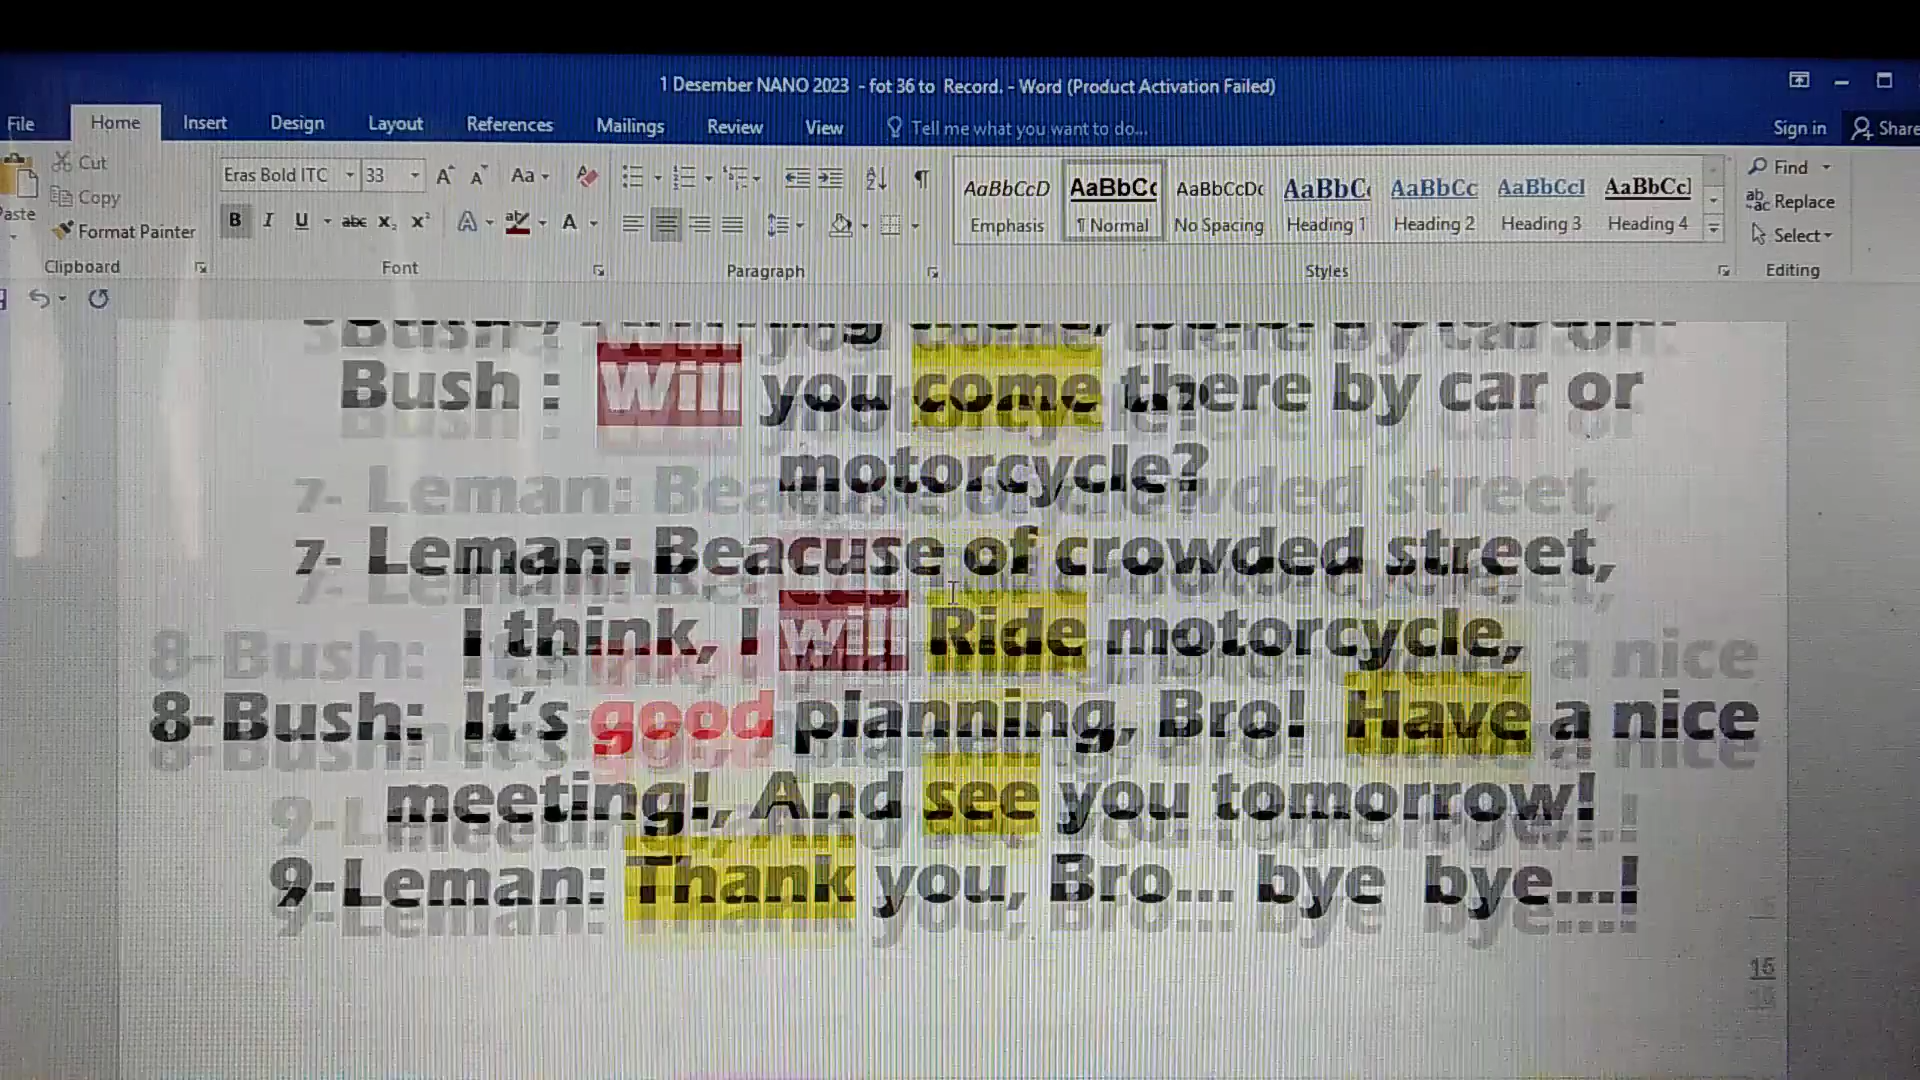 1 Desember NANO 2023 - fot 36 to Record. - Word (Product Activation Failed)
File Home Insert Design Layout References Mailings Review View Tell me what you want to do... Sign in Share
Cut
Copy
Paste
Format Painter
Clipboard
Eras Bold ITC 33
Font
Paragraph
AaBbCcD AaBbCc AaBbCcDc AaBbC AaBbCc AaBbCcl AaBbCcl
Emphasis ¶ Normal No Spacing Heading 1 Heading 2 Heading 3 Heading 4
Styles
Find
Replace
Select
Editing
Bush : Will you come there by car or
motorcycle?
7- Leman: Beacuse of crowded street,
I think, I will Ride motorcycle,
8-Bush: It's good planning, Bro! Have a nice
meeting!, And see you tomorrow!
9-Leman: Thank you, Bro... bye bye...!
15